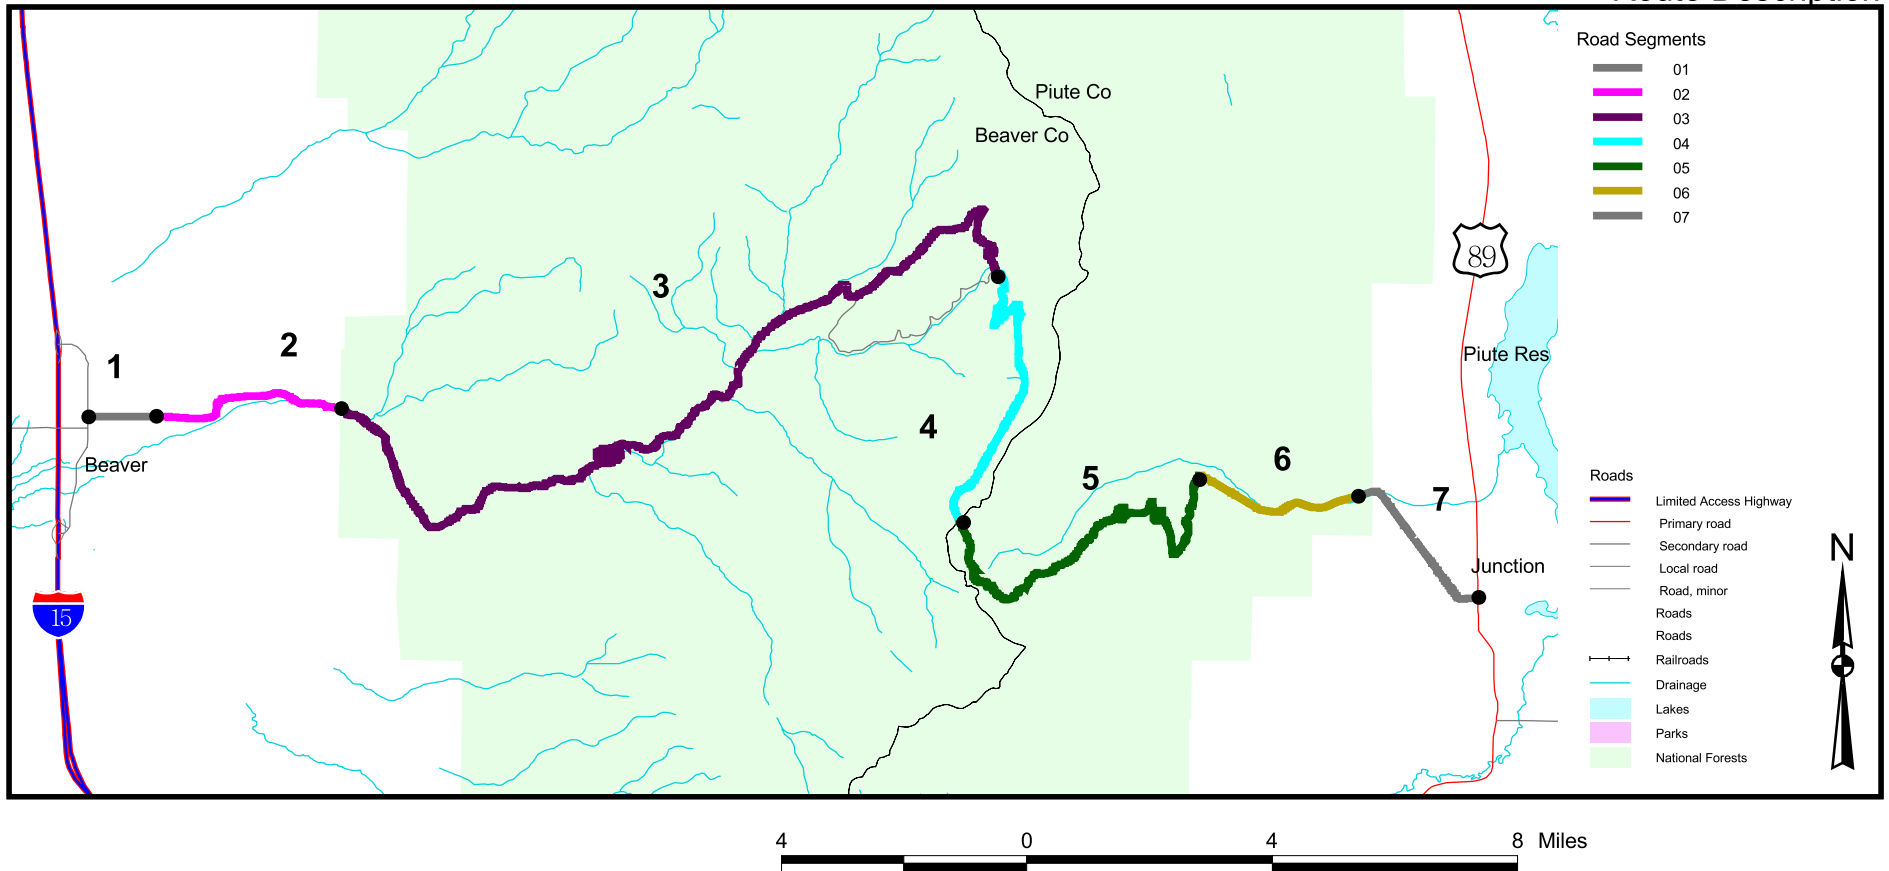 Route Description
Road Segments
01
02
03
04
05
06
07
Piute Co
Beaver Co
89
3
Piute Res
1
2
4
Beaver
5
6
7
Junction
15
N
Roads
Limited Access Highway
Primary road
Secondary road
Local road
Road, minor
Roads
Roads
Railroads
Drainage
Lakes
Parks
National Forests
4 0 4 8 Miles